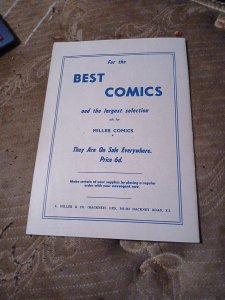 For the
BEST
COMICS
and the largest selection
ask for
MILLER COMICS
They Are On Sale Everywhere.
Price 6d.
Make certain of your supplies by placing a regular
order with your newsagent now.
L. MILLER & CO. (HACKNEY) LTD., 342-344 HACKNEY ROAD, E.2.